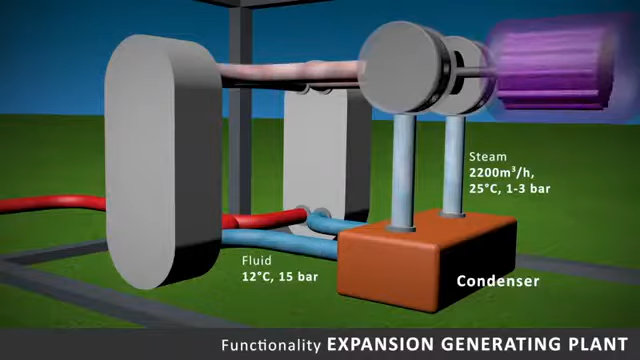 Steam
2200m³/h,
25°C, 1-3 bar
Fluid
12°C, 15 bar
Condenser
Functionality EXPANSION GENERATING PLANT